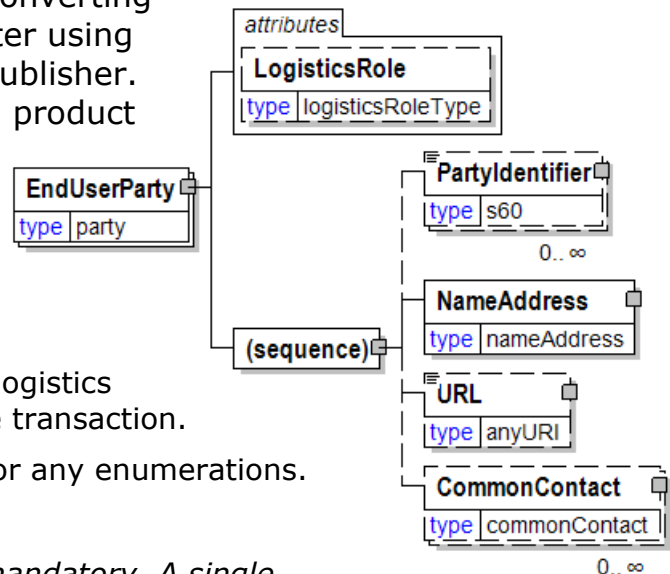 onverting
ter using
ublisher.
product
attributes
LogisticsRole
type logisticsRoleType
EndUserParty
type party
PartyIdentifier
type s60
0.. ∞
NameAddress
type nameAddress
(sequence)
URL
type anyURI
CommonContact
type commonContact
0.. ∞
ogistics
e transaction.
or any enumerations.
mandatory. A single